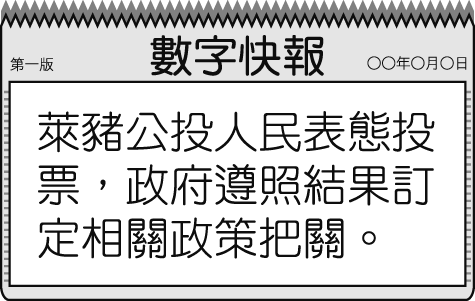 數字快報
第一版
〇〇年〇月〇日
萊豬公投人民表態投
票，政府遵照結果訂
定相關政策把關。